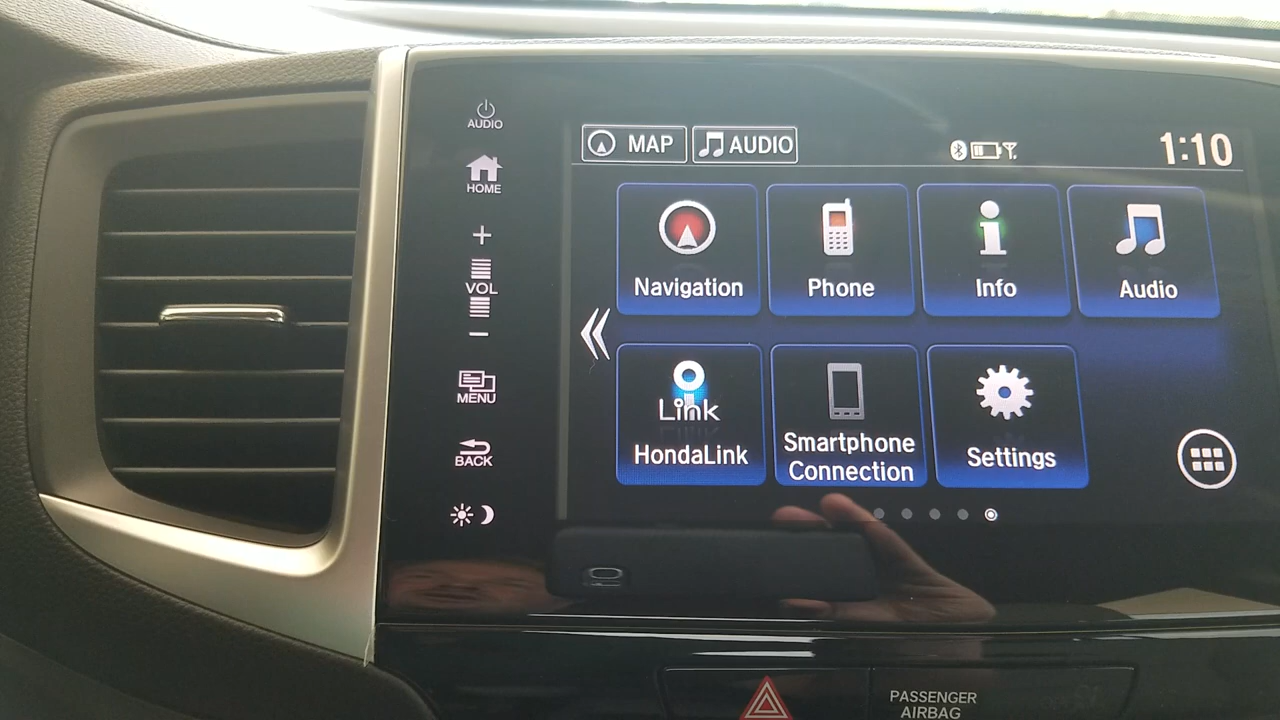 AUDIO
HOME
+
VOL
−
MENU
BACK
MAP
AUDIO
1:10
Navigation
Phone
Info
Audio
Link
HondaLink
Smartphone
Connection
Settings
PASSENGER
AIRBAG